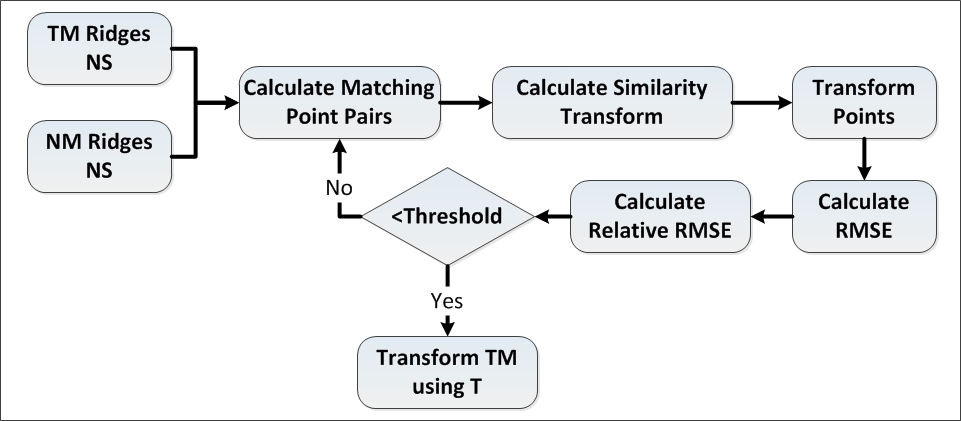 TM Ridges
NS
NM Ridges
NS
Calculate Matching
Point Pairs
Calculate Similarity
Transform
Transform
Points
Calculate
RMSE
Calculate
Relative RMSE
<Threshold
No
Yes
Transform TM
using T